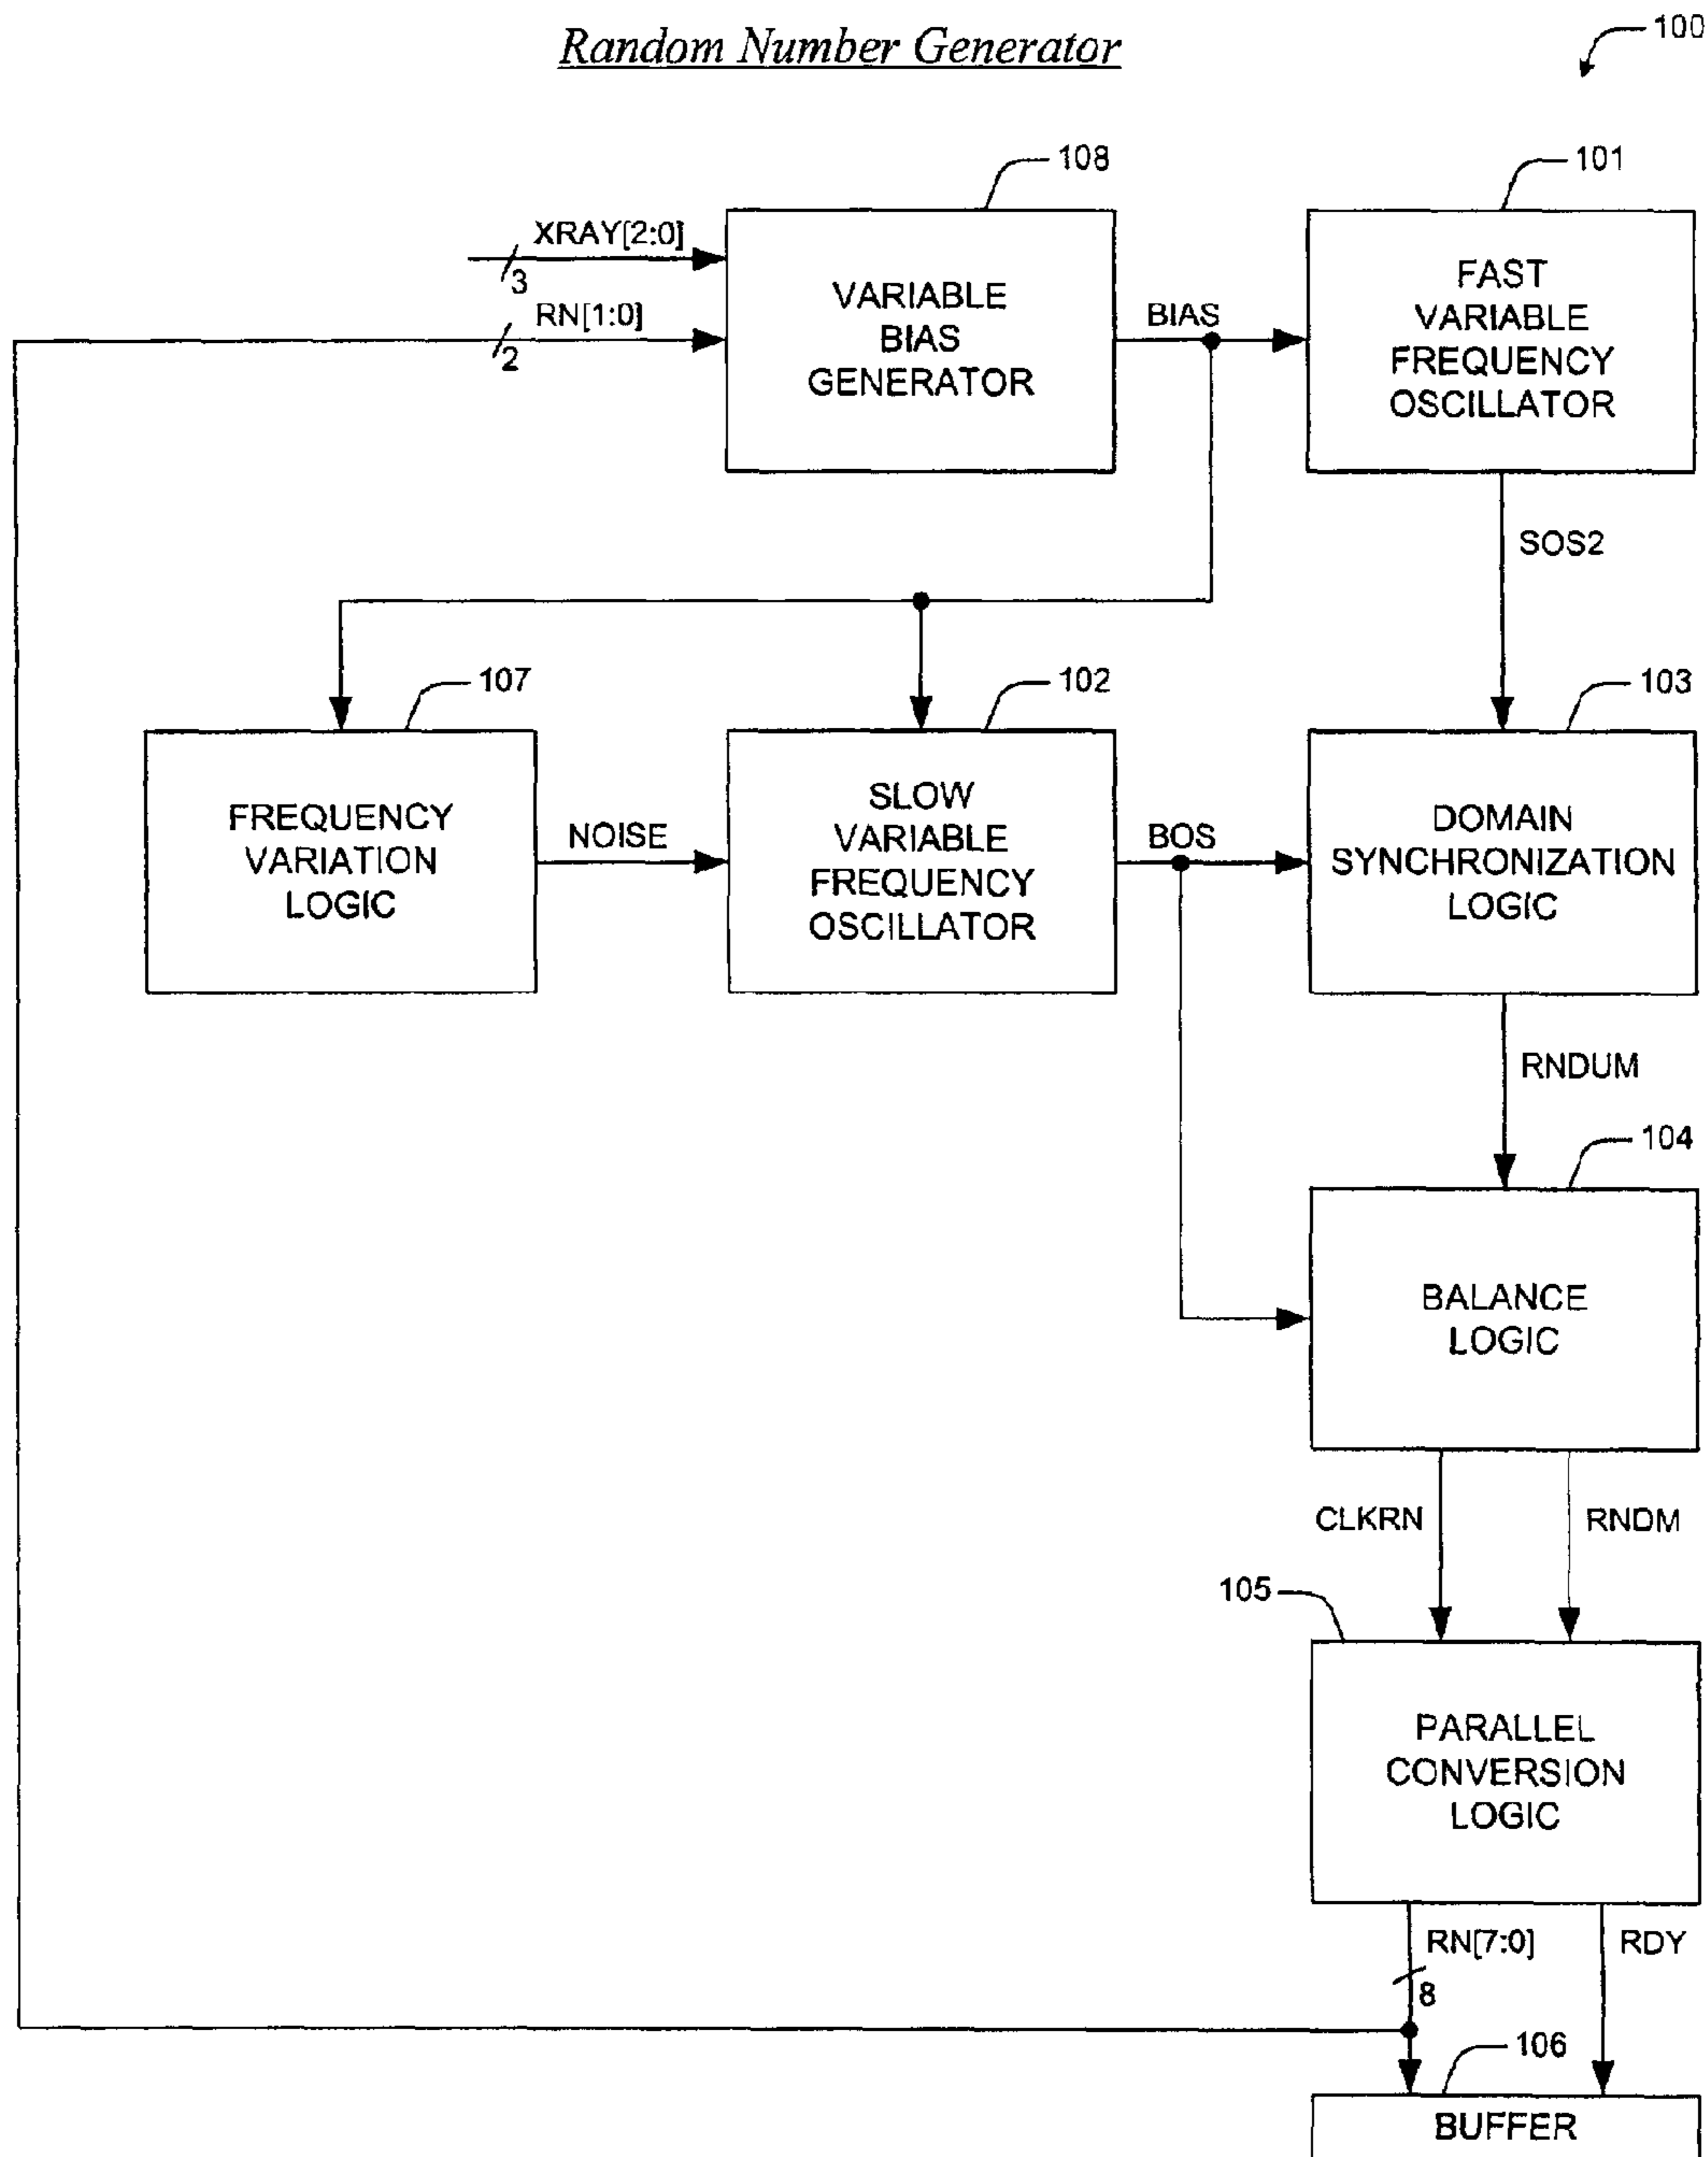 Random Number Generator
100
108
101
XRAY[2:0]
3
RN[1:0]
2
VARIABLE
BIAS
GENERATOR
BIAS
FAST
VARIABLE
FREQUENCY
OSCILLATOR
SOS2
107
102
103
FREQUENCY
VARIATION
LOGIC
NOISE
SLOW
VARIABLE
FREQUENCY
OSCILLATOR
BOS
DOMAIN
SYNCHRONIZATION
LOGIC
RNDUM
104
BALANCE
LOGIC
CLKRN
RNDM
105
PARALLEL
CONVERSION
LOGIC
RN[7:0]
RDY
8
106
BUFFER